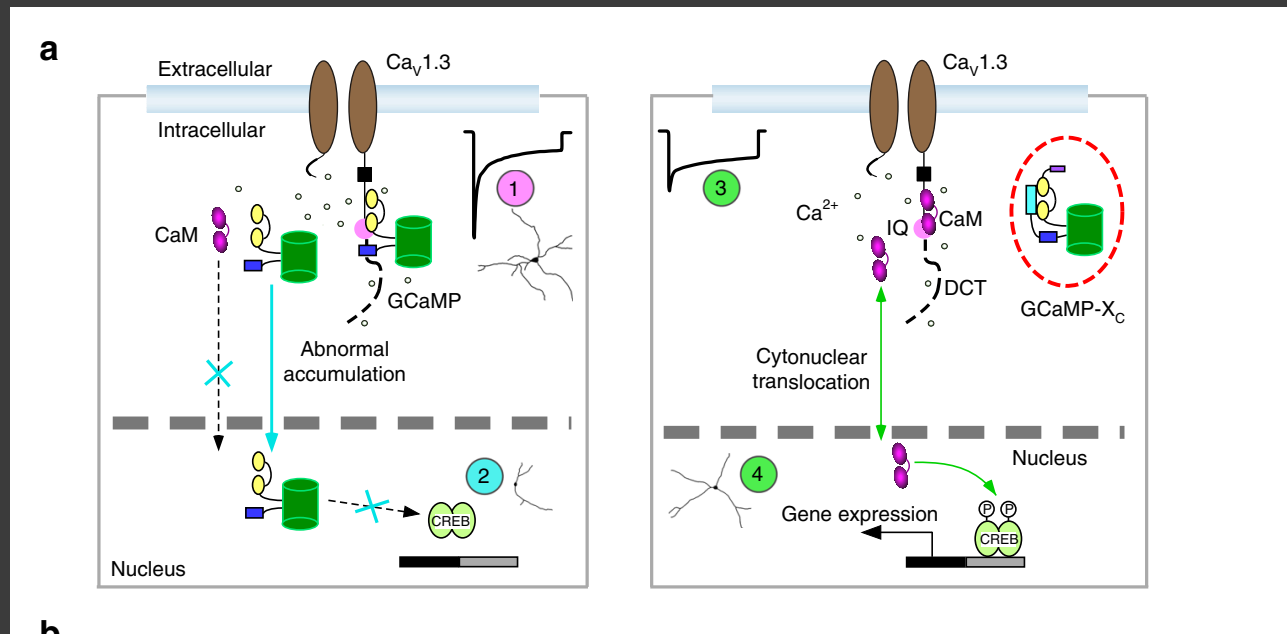 a
Extracellular
Intracellular
CaV1.3
1
CaM
GCaMP
Abnormal
accumulation
2
CREB
Nucleus
CaV1.3
3
Ca2+
IQ
CaM
DCT
GCaMP-XC
Cytonuclear
translocation
Nucleus
4
Gene expression
P P
CREB
b